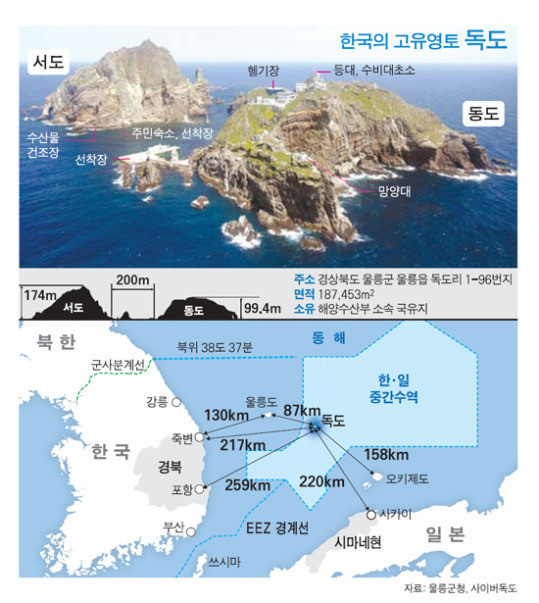 한국의 고유영토 독도
서도
헬기장
등대, 수비대초소
동도
수산물
건조장
주민숙소, 선착장
선착장
망양대
200m
174m
서도
동도
99.4m
주소 경상북도 울릉군 울릉읍 독도리 1-96번지
면적 187,453m²
소유 해양수산부 소속 국유지
북한
동 해
북위 38도 37분
군사분계선
한·일
중간수역
강릉
울릉도
130km
87km
독도
죽변
217km
158km
한국
경북
오키제도
포항
259km
220km
사카이
부산
EEZ 경계선
시마네현
일본
쓰시마
자료: 울릉군청, 사이버독도